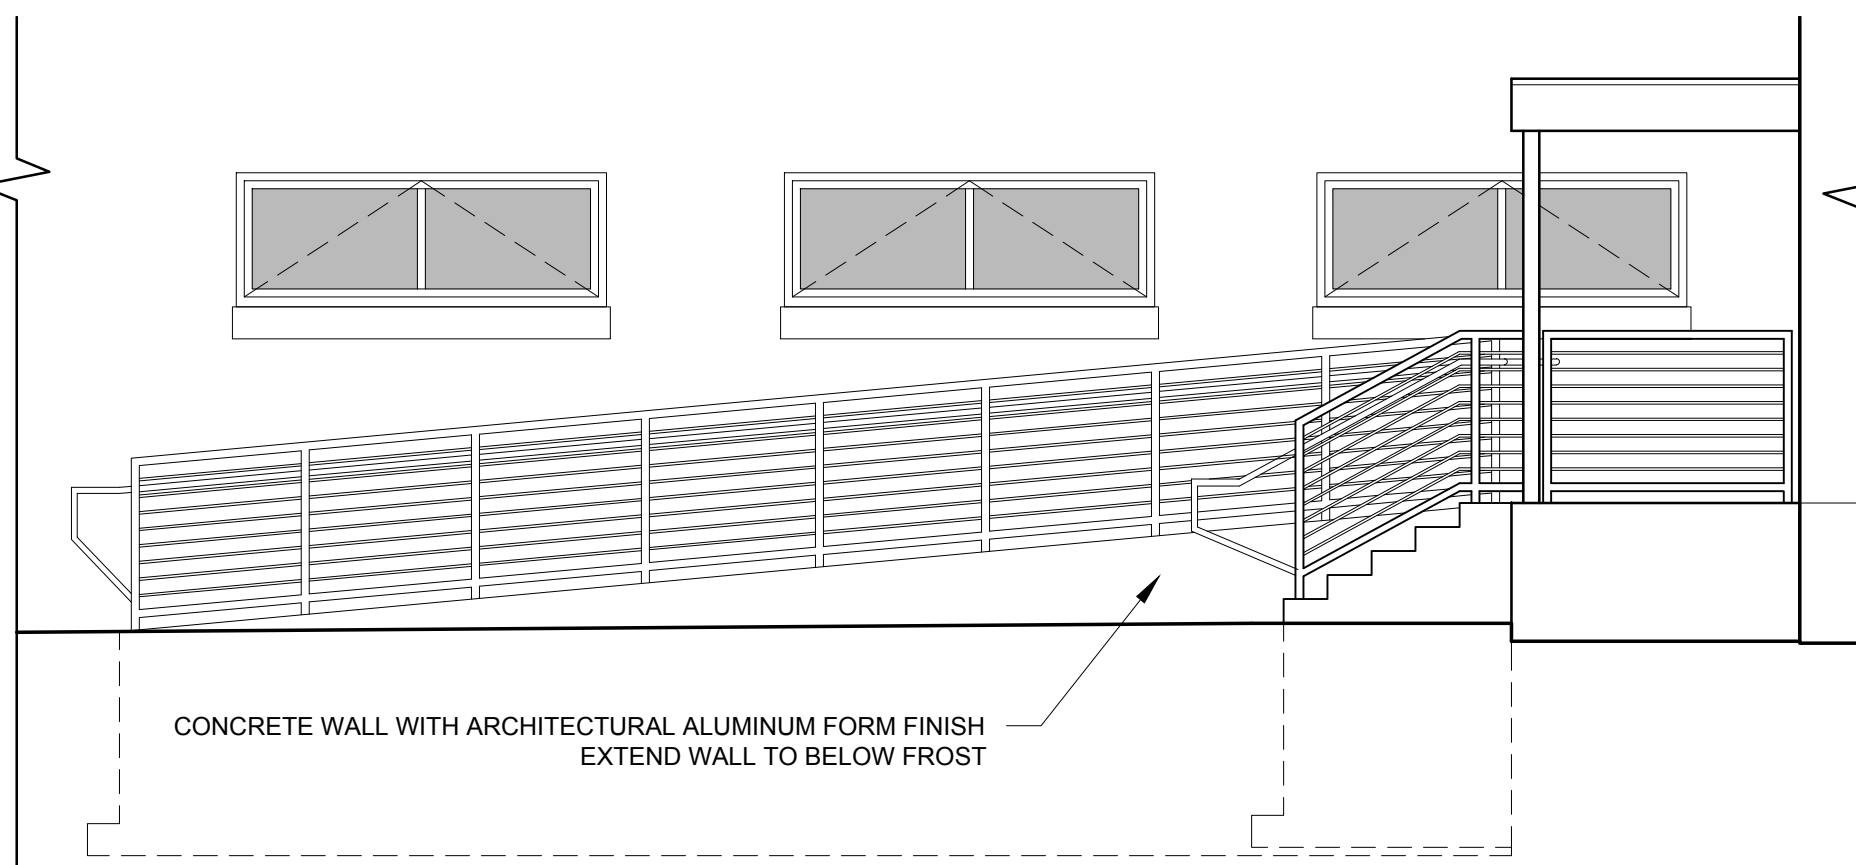 CONCRETE WALL WITH ARCHITECTURAL ALUMINUM FORM FINISH
EXTEND WALL TO BELOW FROST